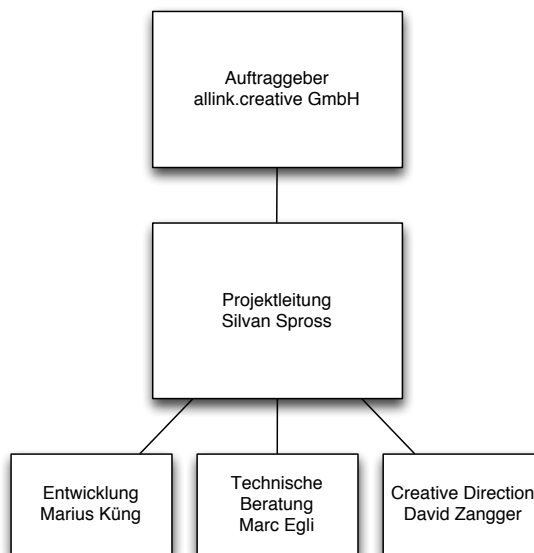 Auftraggeber
allink.creative GmbH
Projektleitung
Silvan Spross
Entwicklung
Marius Küng
Technische
Beratung
Marc Egli
Creative Direction
David Zangger